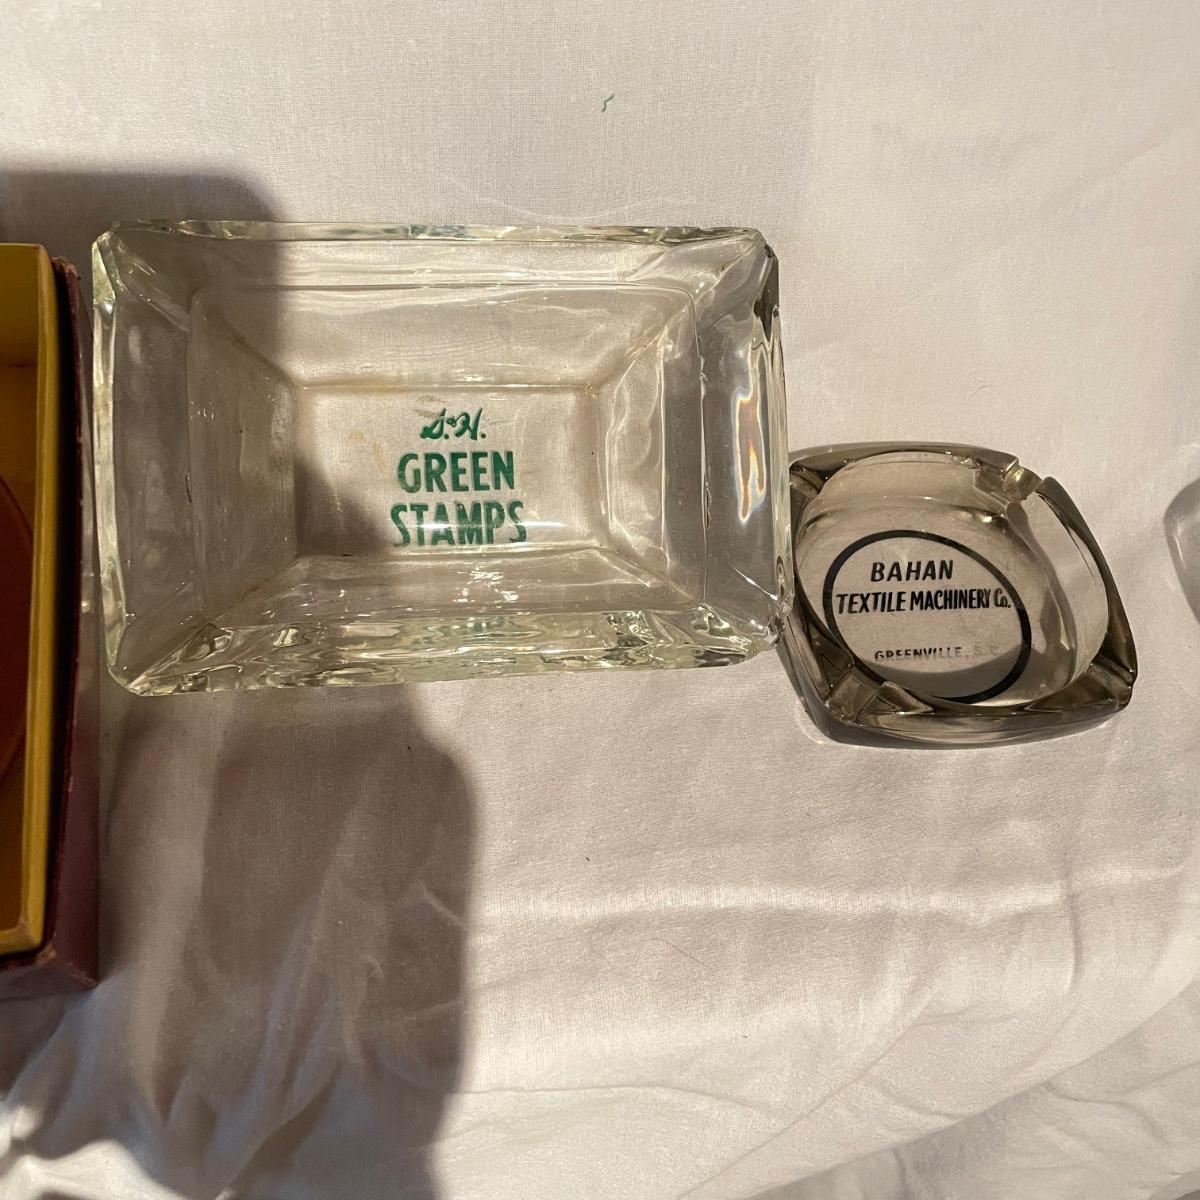 S.&H.
GREEN
STAMPS
BAHAN
TEXTILE MACHINERY Co.
GREENVILLE, S.C.